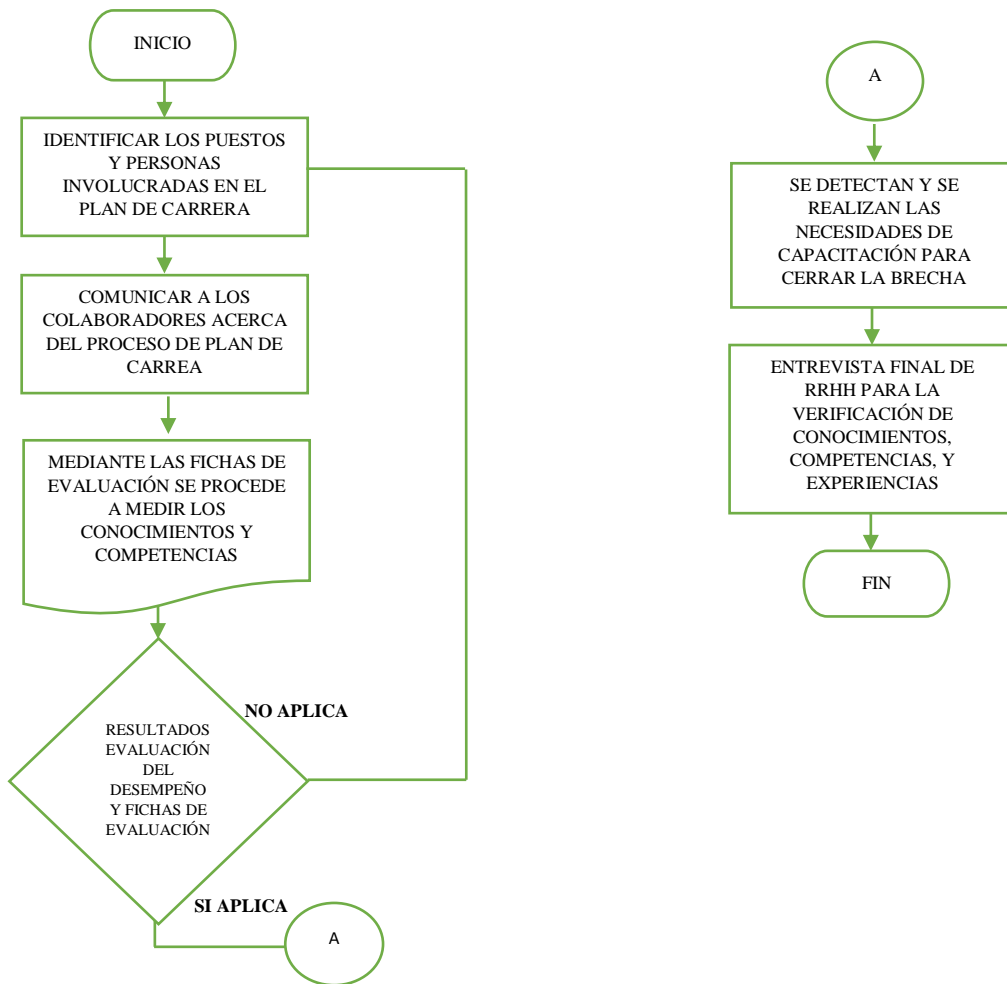 INICIO
IDENTIFICAR LOS PUESTOS
Y PERSONAS
INVOLUCRADAS EN EL
PLAN DE CARRERA
COMUNICAR A LOS
COLABORADORES ACERCA
DEL PROCESO DE PLAN DE
CARREA
MEDIANTE LAS FICHAS DE
EVALUACIÓN SE PROCEDE
A MEDIR LOS
CONOCIMIENTOS Y
COMPETENCIAS
NO APLICA
RESULTADOS
EVALUACIÓN
DEL
DESEMPEÑO
Y FICHAS DE
EVALUACIÓN
SI APLICA
A
A
SE DETECTAN Y SE
REALIZAN LAS
NECESIDADES DE
CAPACITACIÓN PARA
CERRAR LA BRECHA
ENTREVISTA FINAL DE
RRHH PARA LA
VERIFICACIÓN DE
CONOCIMIENTOS,
COMPETENCIAS, Y
EXPERIENCIAS
FIN